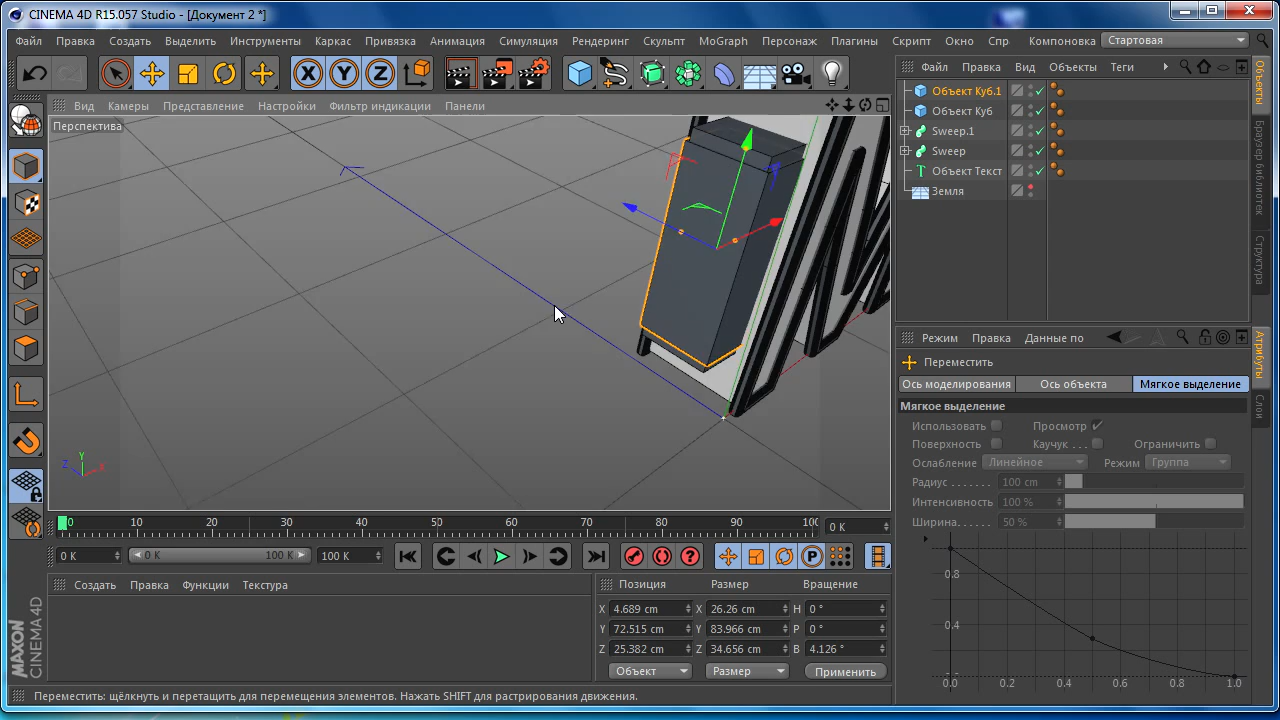 CINEMA 4D R15.057 Studio - [Документ 2 *]
Файл Правка Создать Выделить Инструменты Каркас Привязка Анимация Симуляция Рендеринг Скульпт MoGraph Персонаж Плагины Скрипт Окно Спр Компоновка Стартовая
X Y Z
Файл Правка Вид Объекты Теги
Вид Камеры Представление Настройки Фильтр индикации Панели
Перспектива
Объект Куб.1
Объект Куб
Sweep.1
Sweep
Объект Текст
Земля
Объекты
Браузер библиотек
Структура
Режим Правка Данные по
Переместить
Ось моделирования Ось объекта Мягкое выделение
Мягкое выделение
Использовать Просмотр
Поверхность Каучук . . . Ограничить
Ослабление Линейное Режим Группа
Радиус . . . . . . . 100 cm
Интенсивность 100 %
Ширина. . . . . . 50 %
0.8
0.4
0.0 0.2 0.4 0.6 0.8 1.0
Атрибуты
Слои
Y
Z X
0 10 20 30 40 50 60 70 80 90 100 0 K
0 K 0 K 100 K 100 K
P
Создать Правка Функции Текстура
Позиция Размер Вращение
X 4.689 cm X 26.26 cm H 0 °
Y 72.515 cm Y 83.966 cm P 0 °
Z 25.382 cm Z 34.656 cm B 4.126 °
Объект Размер Применить
MAXON
CINEMA 4D
Переместить: щёлкнуть и перетащить для перемещения элементов. Нажать SHIFT для растрирования движения.